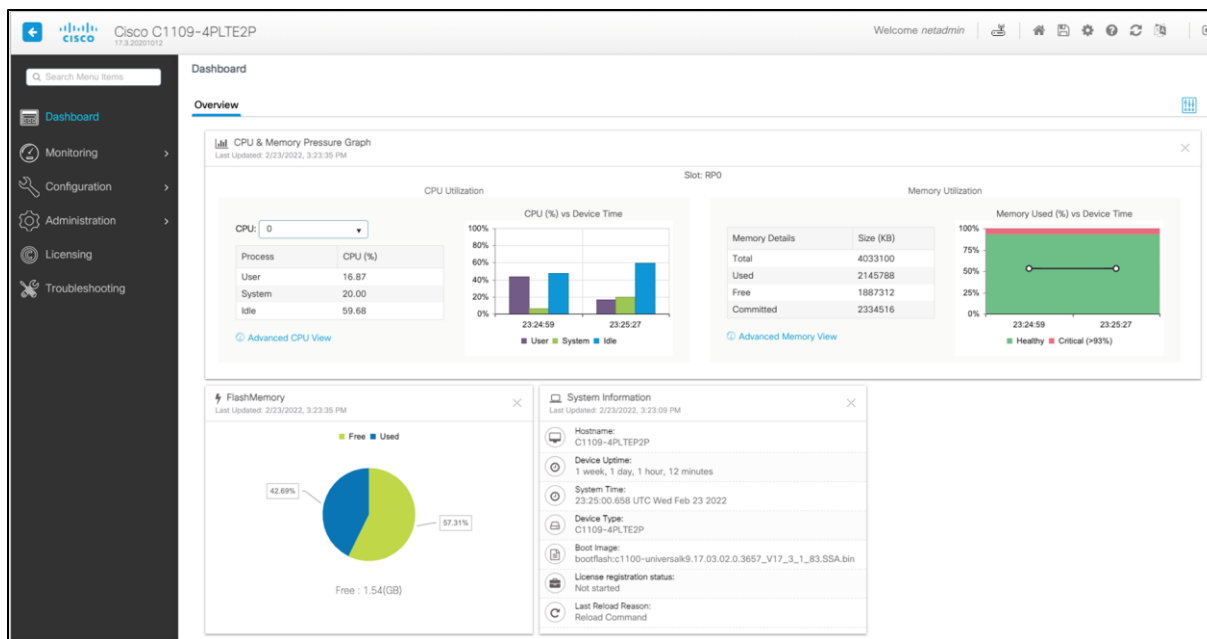 CISCO
Cisco C1109-4PLTE2P
17.3.20201012
Welcome netadmin
Search Menu Items
Dashboard
Monitoring
Configuration
Administration
Licensing
Troubleshooting
Dashboard
Overview
CPU & Memory Pressure Graph
Last Updated: 2/23/2022, 3:23:35 PM
Slot: RP0
CPU Utilization
CPU: 0
Process CPU (%)
User 16.87
System 20.00
Idle 59.68
Advanced CPU View
CPU (%) vs Device Time
100%
80%
60%
40%
20%
0%
23:24:59 23:25:27
User System Idle
Memory Utilization
Memory Details Size (KB)
Total 4033100
Used 2145788
Free 1887312
Committed 2334516
Advanced Memory View
Memory Used (%) vs Device Time
100%
75%
50%
25%
0%
23:24:59 23:25:27
Healthy Critical (>93%)
FlashMemory
Last Updated: 2/23/2022, 3:23:35 PM
Free Used
42.69%
57.31%
Free : 1.54(GB)
System Information
Last Updated: 2/23/2022, 3:23:09 PM
Hostname:
C1109-4PLTEP2P
Device Uptime:
1 week, 1 day, 1 hour, 12 minutes
System Time:
23:25:00.658 UTC Wed Feb 23 2022
Device Type:
C1109-4PLTE2P
Boot Image:
bootflash:c1100-universalk9.17.03.02.0.3657_V17_3_1_83.SSA.bin
License registration status:
Not started
Last Reload Reason:
Reload Command